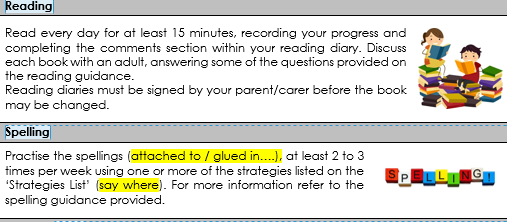 Reading
Read every day for at least 15 minutes, recording your progress and
completing the comments section within your reading diary. Discuss
each book with an adult, answering some of the questions provided on
the reading guidance.
Reading diaries must be signed by your parent/carer before the book
may be changed.
Spelling
Practise the spellings (attached to / glued in….), at least 2 to 3
times per week using one or more of the strategies listed on the
‘Strategies List’ (say where). For more information refer to the
spelling guidance provided.
SPELLING!